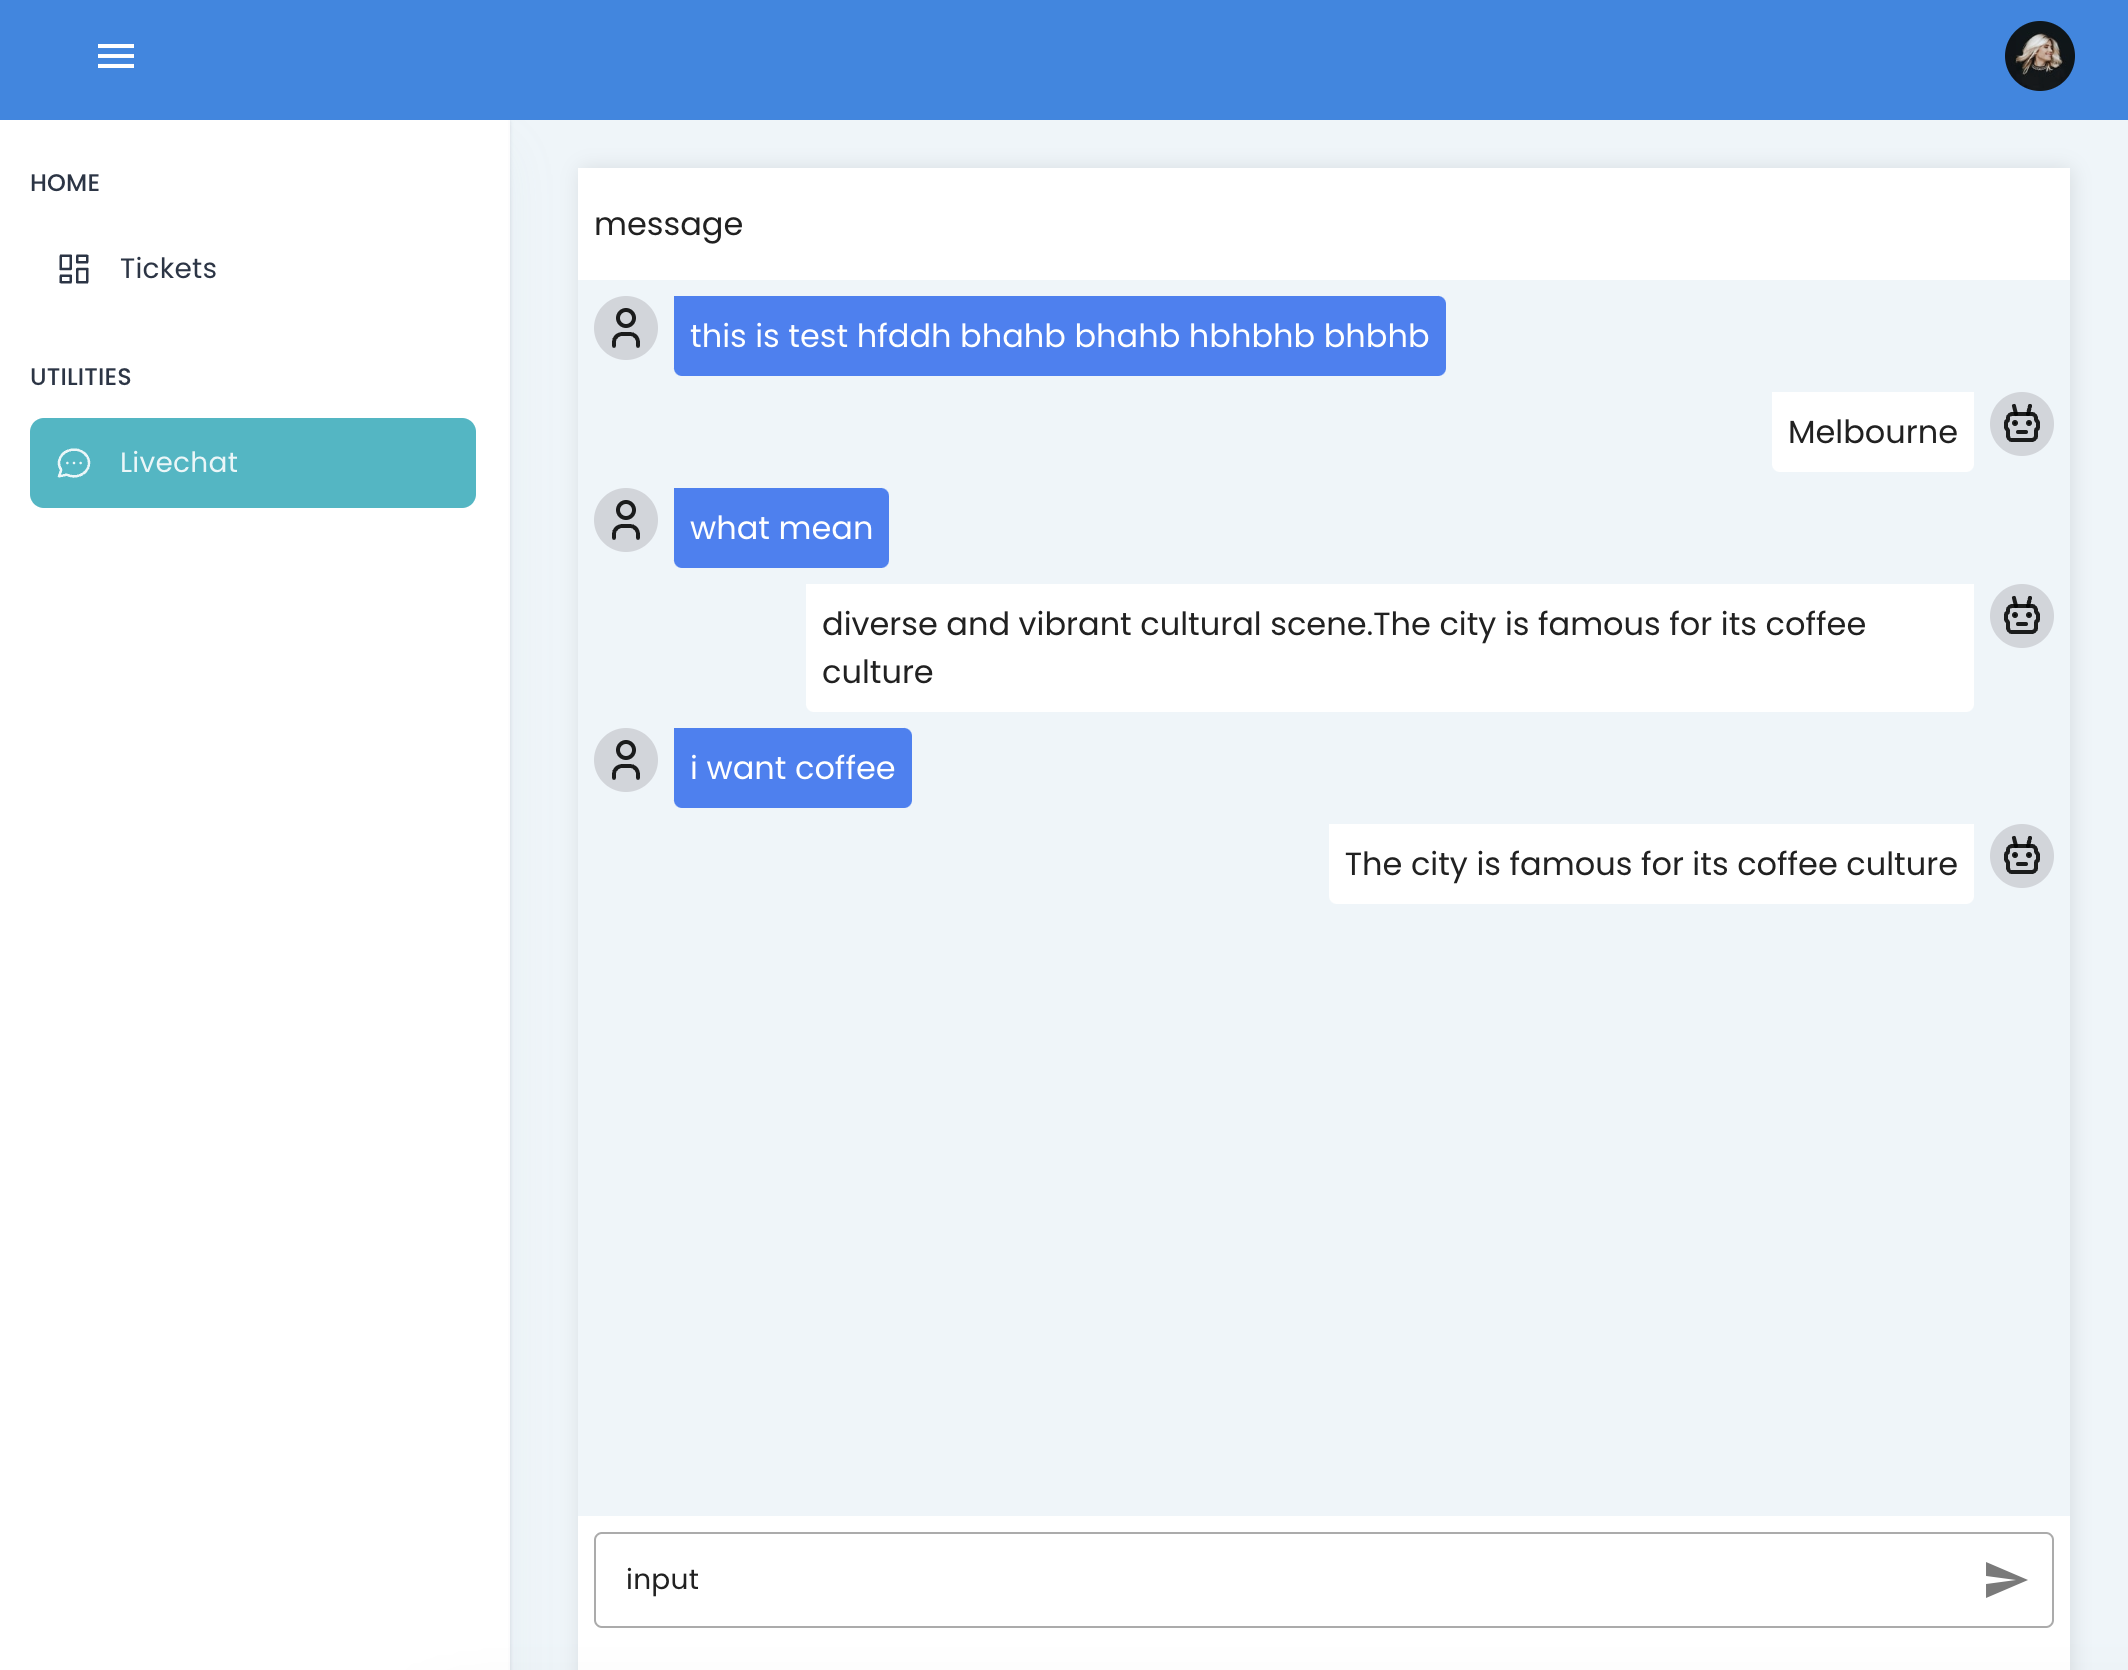 HOME
Tickets
UTILITIES
Livechat
message
this is test hfddh bhahb bhahb hbhbhb bhbhb
Melbourne
what mean
diverse and vibrant cultural scene.The city is famous for its coffee
culture
i want coffee
The city is famous for its coffee culture
input